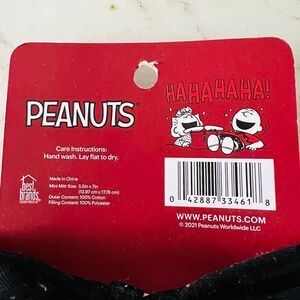 PEANUTS
HAHAHAHA!
Care Instructions:
Hand wash. Lay flat to dry.
Made in China
Mini Mitt Size: 5.5in x 7in
(13.97 cm x 17.78 cm)
Outer Content: 100% Cotton
Filling Content: 100% Polyester
best
brands
0 42887 33461 8
WWW.PEANUTS.COM
© 2021 Peanuts Worldwide LLC